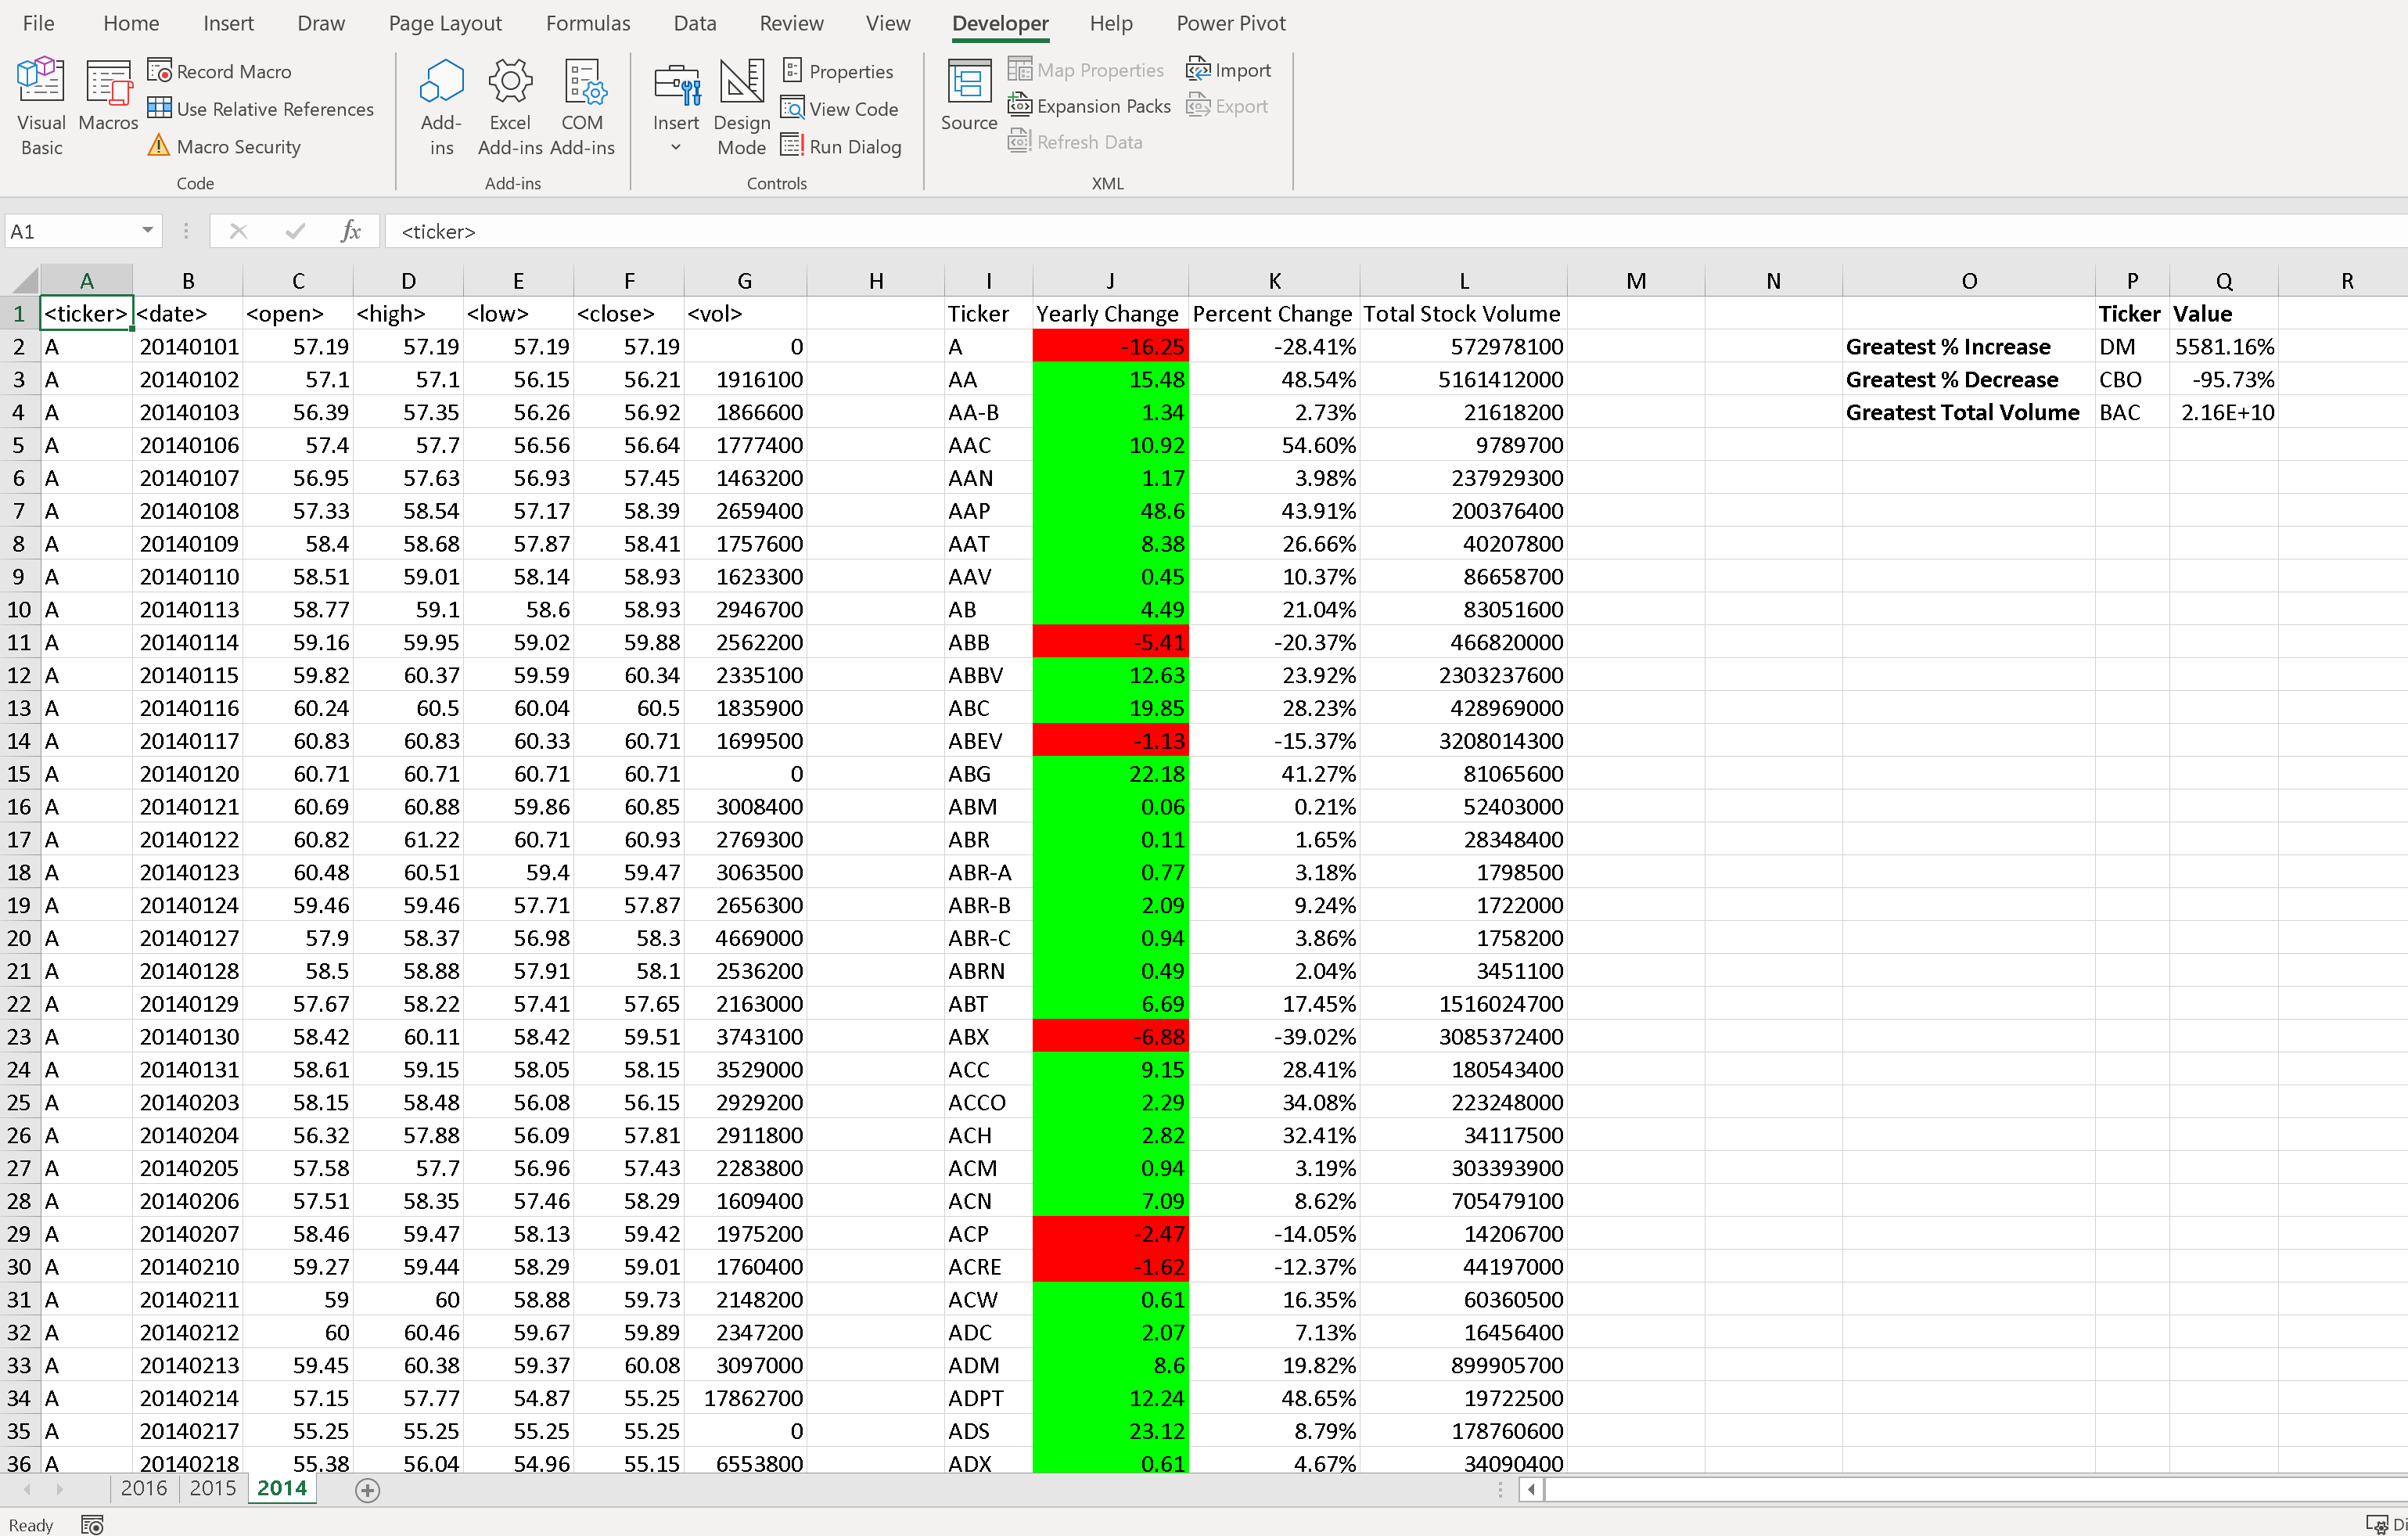 File Home Insert Draw Page Layout Formulas Data Review View Developer Help Power Pivot
Visual Basic
Macros
Record Macro
Use Relative References
Macro Security
Code
Add-ins
Excel Add-ins
COM Add-ins
Add-ins
Insert
Design Mode
Properties
View Code
Run Dialog
Controls
Source
Map Properties
Expansion Packs
Refresh Data
Import
Export
XML
A1 fx <ticker>
A B C D E F G H I J K L M N O P Q R
1 <ticker> <date> <open> <high> <low> <close> <vol> Ticker Yearly Change Percent Change Total Stock Volume Ticker Value
2 A 20140101 57.19 57.19 57.19 57.19 0 A -16.25 -28.41% 572978100 Greatest % Increase DM 5581.16%
3 A 20140102 57.1 57.1 56.15 56.21 1916100 AA 15.48 48.54% 5161412000 Greatest % Decrease CBO -95.73%
4 A 20140103 56.39 57.35 56.26 56.92 1866600 AA-B 1.34 2.73% 21618200 Greatest Total Volume BAC 2.16E+10
5 A 20140106 57.4 57.7 56.56 56.64 1777400 AAC 10.92 54.60% 9789700
6 A 20140107 56.95 57.63 56.93 57.45 1463200 AAN 1.17 3.98% 237929300
7 A 20140108 57.33 58.54 57.17 58.39 2659400 AAP 48.6 43.91% 200376400
8 A 20140109 58.4 58.68 57.87 58.41 1757600 AAT 8.38 26.66% 40207800
9 A 20140110 58.51 59.01 58.14 58.93 1623300 AAV 0.45 10.37% 86658700
10 A 20140113 58.77 59.1 58.6 58.93 2946700 AB 4.49 21.04% 83051600
11 A 20140114 59.16 59.95 59.02 59.88 2562200 ABB -5.41 -20.37% 466820000
12 A 20140115 59.82 60.37 59.59 60.34 2335100 ABBV 12.63 23.92% 2303237600
13 A 20140116 60.24 60.5 60.04 60.5 1835900 ABC 19.85 28.23% 428969000
14 A 20140117 60.83 60.83 60.33 60.71 1699500 ABEV -1.13 -15.37% 3208014300
15 A 20140120 60.71 60.71 60.71 60.71 0 ABG 22.18 41.27% 81065600
16 A 20140121 60.69 60.88 59.86 60.85 3008400 ABM 0.06 0.21% 52403000
17 A 20140122 60.82 61.22 60.71 60.93 2769300 ABR 0.11 1.65% 28348400
18 A 20140123 60.48 60.51 59.4 59.47 3063500 ABR-A 0.77 3.18% 1798500
19 A 20140124 59.46 59.46 57.71 57.87 2656300 ABR-B 2.09 9.24% 1722000
20 A 20140127 57.9 58.37 56.98 58.3 4669000 ABR-C 0.94 3.86% 1758200
21 A 20140128 58.5 58.88 57.91 58.1 2536200 ABRN 0.49 2.04% 3451100
22 A 20140129 57.67 58.22 57.41 57.65 2163000 ABT 6.69 17.45% 1516024700
23 A 20140130 58.42 60.11 58.42 59.51 3743100 ABX -6.88 -39.02% 3085372400
24 A 20140131 58.61 59.15 58.05 58.15 3529000 ACC 9.15 28.41% 180543400
25 A 20140203 58.15 58.48 56.08 56.15 2929200 ACCO 2.29 34.08% 223248000
26 A 20140204 56.32 57.88 56.09 57.81 2911800 ACH 2.82 32.41% 34117500
27 A 20140205 57.58 57.7 56.96 57.43 2283800 ACM 0.94 3.19% 303393900
28 A 20140206 57.51 58.35 57.46 58.29 1609400 ACN 7.09 8.62% 705479100
29 A 20140207 58.46 59.47 58.13 59.42 1975200 ACP -2.47 -14.05% 14206700
30 A 20140210 59.27 59.44 58.29 59.01 1760400 ACRE -1.62 -12.37% 44197000
31 A 20140211 59 60 58.88 59.73 2148200 ACW 0.61 16.35% 60360500
32 A 20140212 60 60.46 59.67 59.89 2347200 ADC 2.07 7.13% 16456400
33 A 20140213 59.45 60.38 59.37 60.08 3097000 ADM 8.6 19.82% 899905700
34 A 20140214 57.15 57.77 54.87 55.25 17862700 ADPT 12.24 48.65% 19722500
35 A 20140217 55.25 55.25 55.25 55.25 0 ADS 23.12 8.79% 178760600
36 A 20140218 55.38 56.04 54.96 55.15 6553800 ADX 0.61 4.67% 34090400
2016 2015 2014
Ready